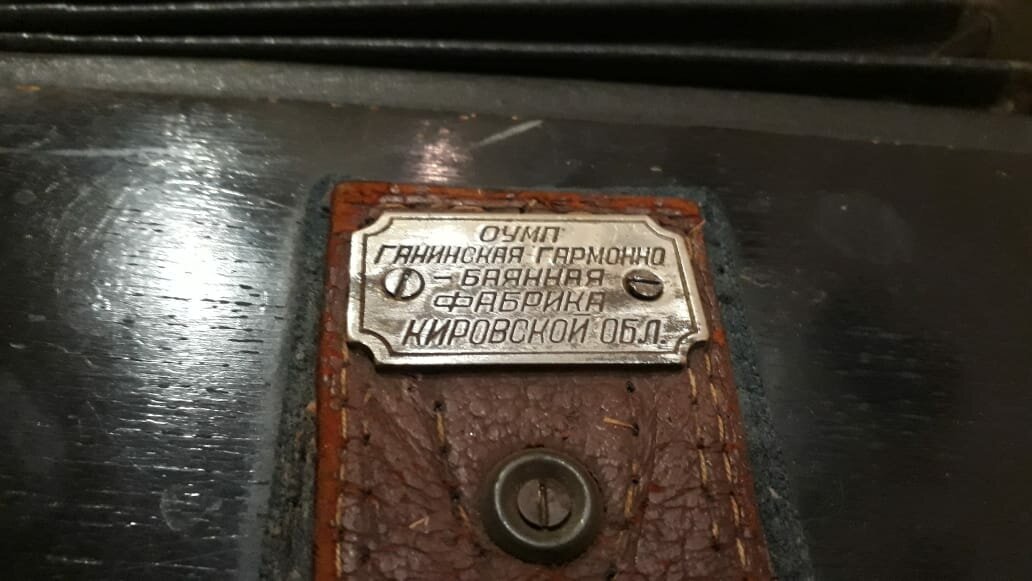 ОУМП
ГАНИНСКАЯ ГАРМОННО
- БАЯННАЯ
ФАБРИКА
КИРОВСКОЙ ОБЛ.